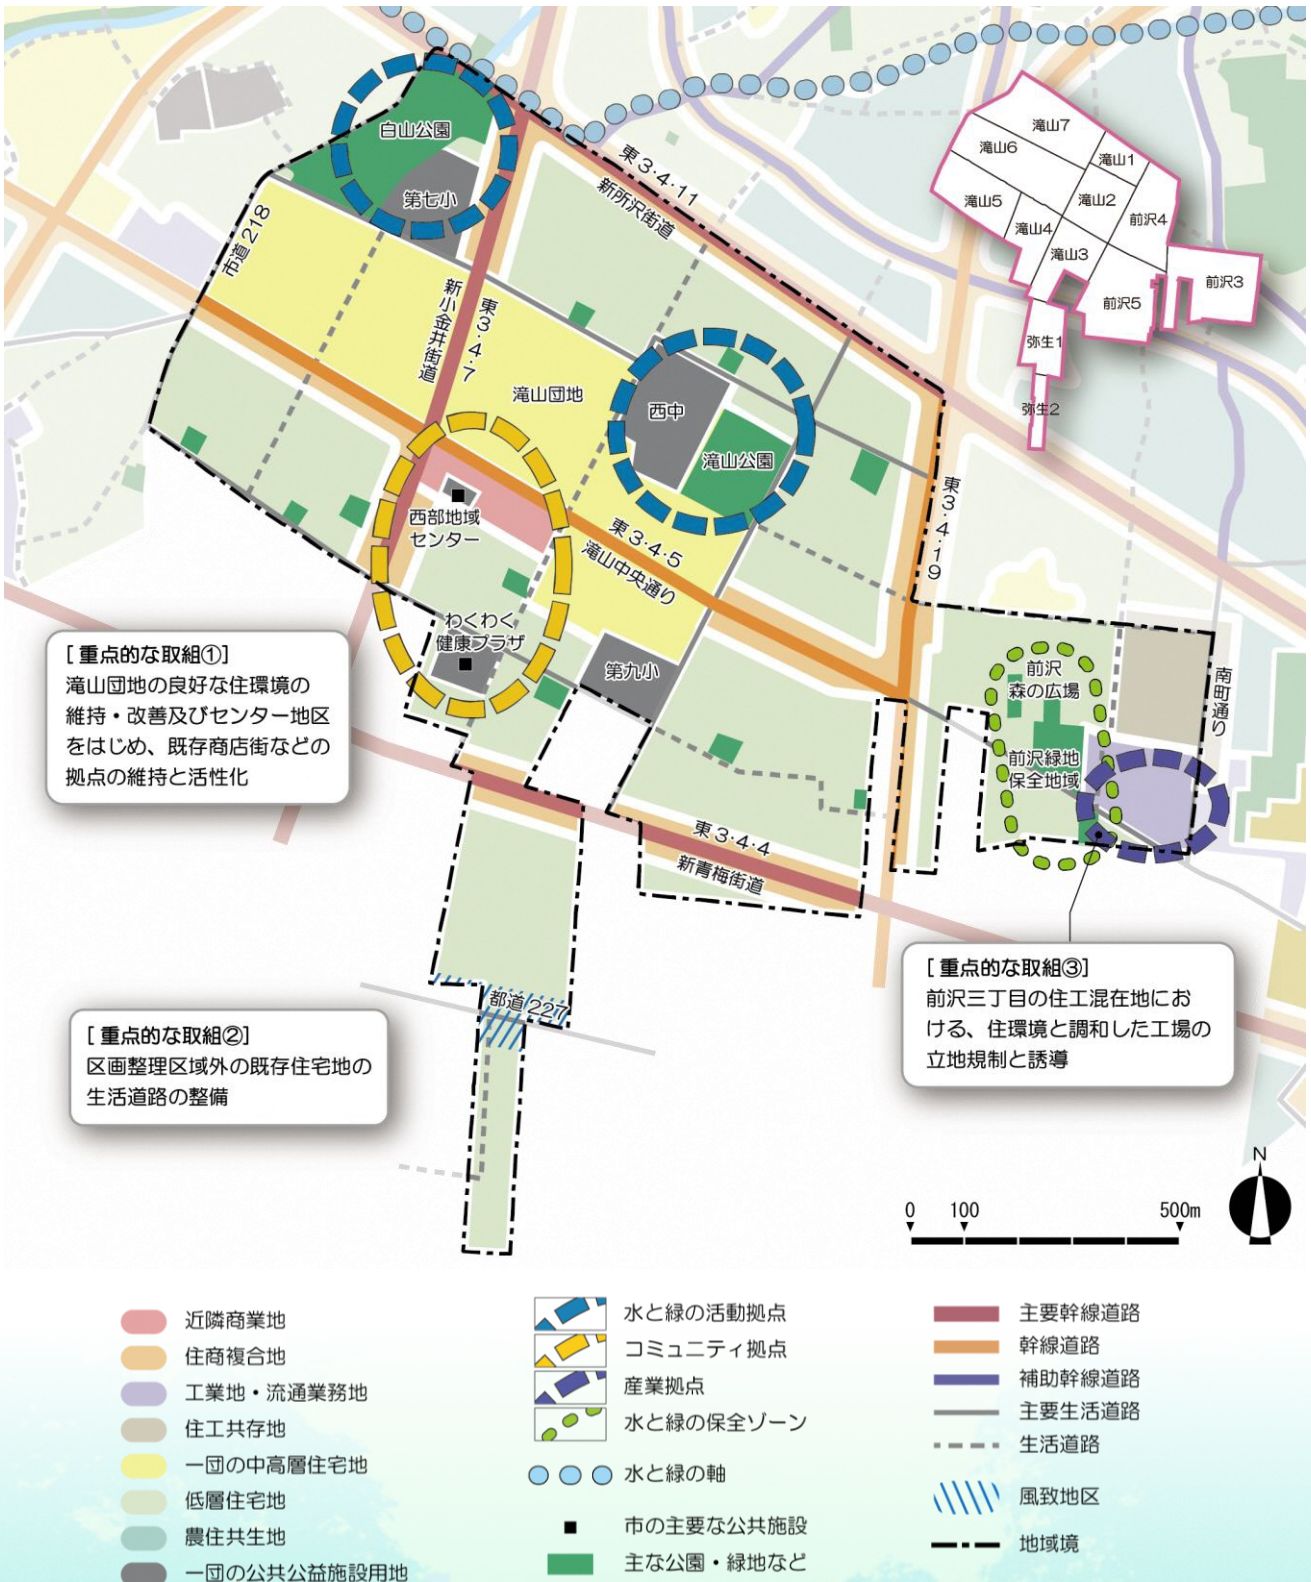 白山公園
第七小
東3・4・11
新所沢街道
市道218
東3・4・7
新小金井街道
滝山団地
西中
滝山公園
西部地域
センター
東3・4・5
滝山中央通り
わくわく
健康プラザ
第九小
東3・4・19
前沢
森の広場
南町通り
前沢緑地
保全地域
東3・4・4
新青梅街道
都道227
滝山7
滝山6
滝山1
滝山5
滝山2
滝山4
前沢4
滝山3
前沢3
前沢5
弥生1
弥生2
[重点的な取組①]
滝山団地の良好な住環境の
維持・改善及びセンター地区
をはじめ、既存商店街などの
拠点の維持と活性化
[重点的な取組②]
区画整理区域外の既存住宅地の
生活道路の整備
[重点的な取組③]
前沢三丁目の住工混在地にお
ける、住環境と調和した工場の
立地規制と誘導
N
0 100 500m
近隣商業地
住商複合地
工業地・流通業務地
住工共存地
一団の中高層住宅地
低層住宅地
農住共生地
一団の公共公益施設用地
水と緑の活動拠点
コミュニティ拠点
産業拠点
水と緑の保全ゾーン
水と緑の軸
市の主要な公共施設
主な公園・緑地など
主要幹線道路
幹線道路
補助幹線道路
主要生活道路
生活道路
風致地区
地域境